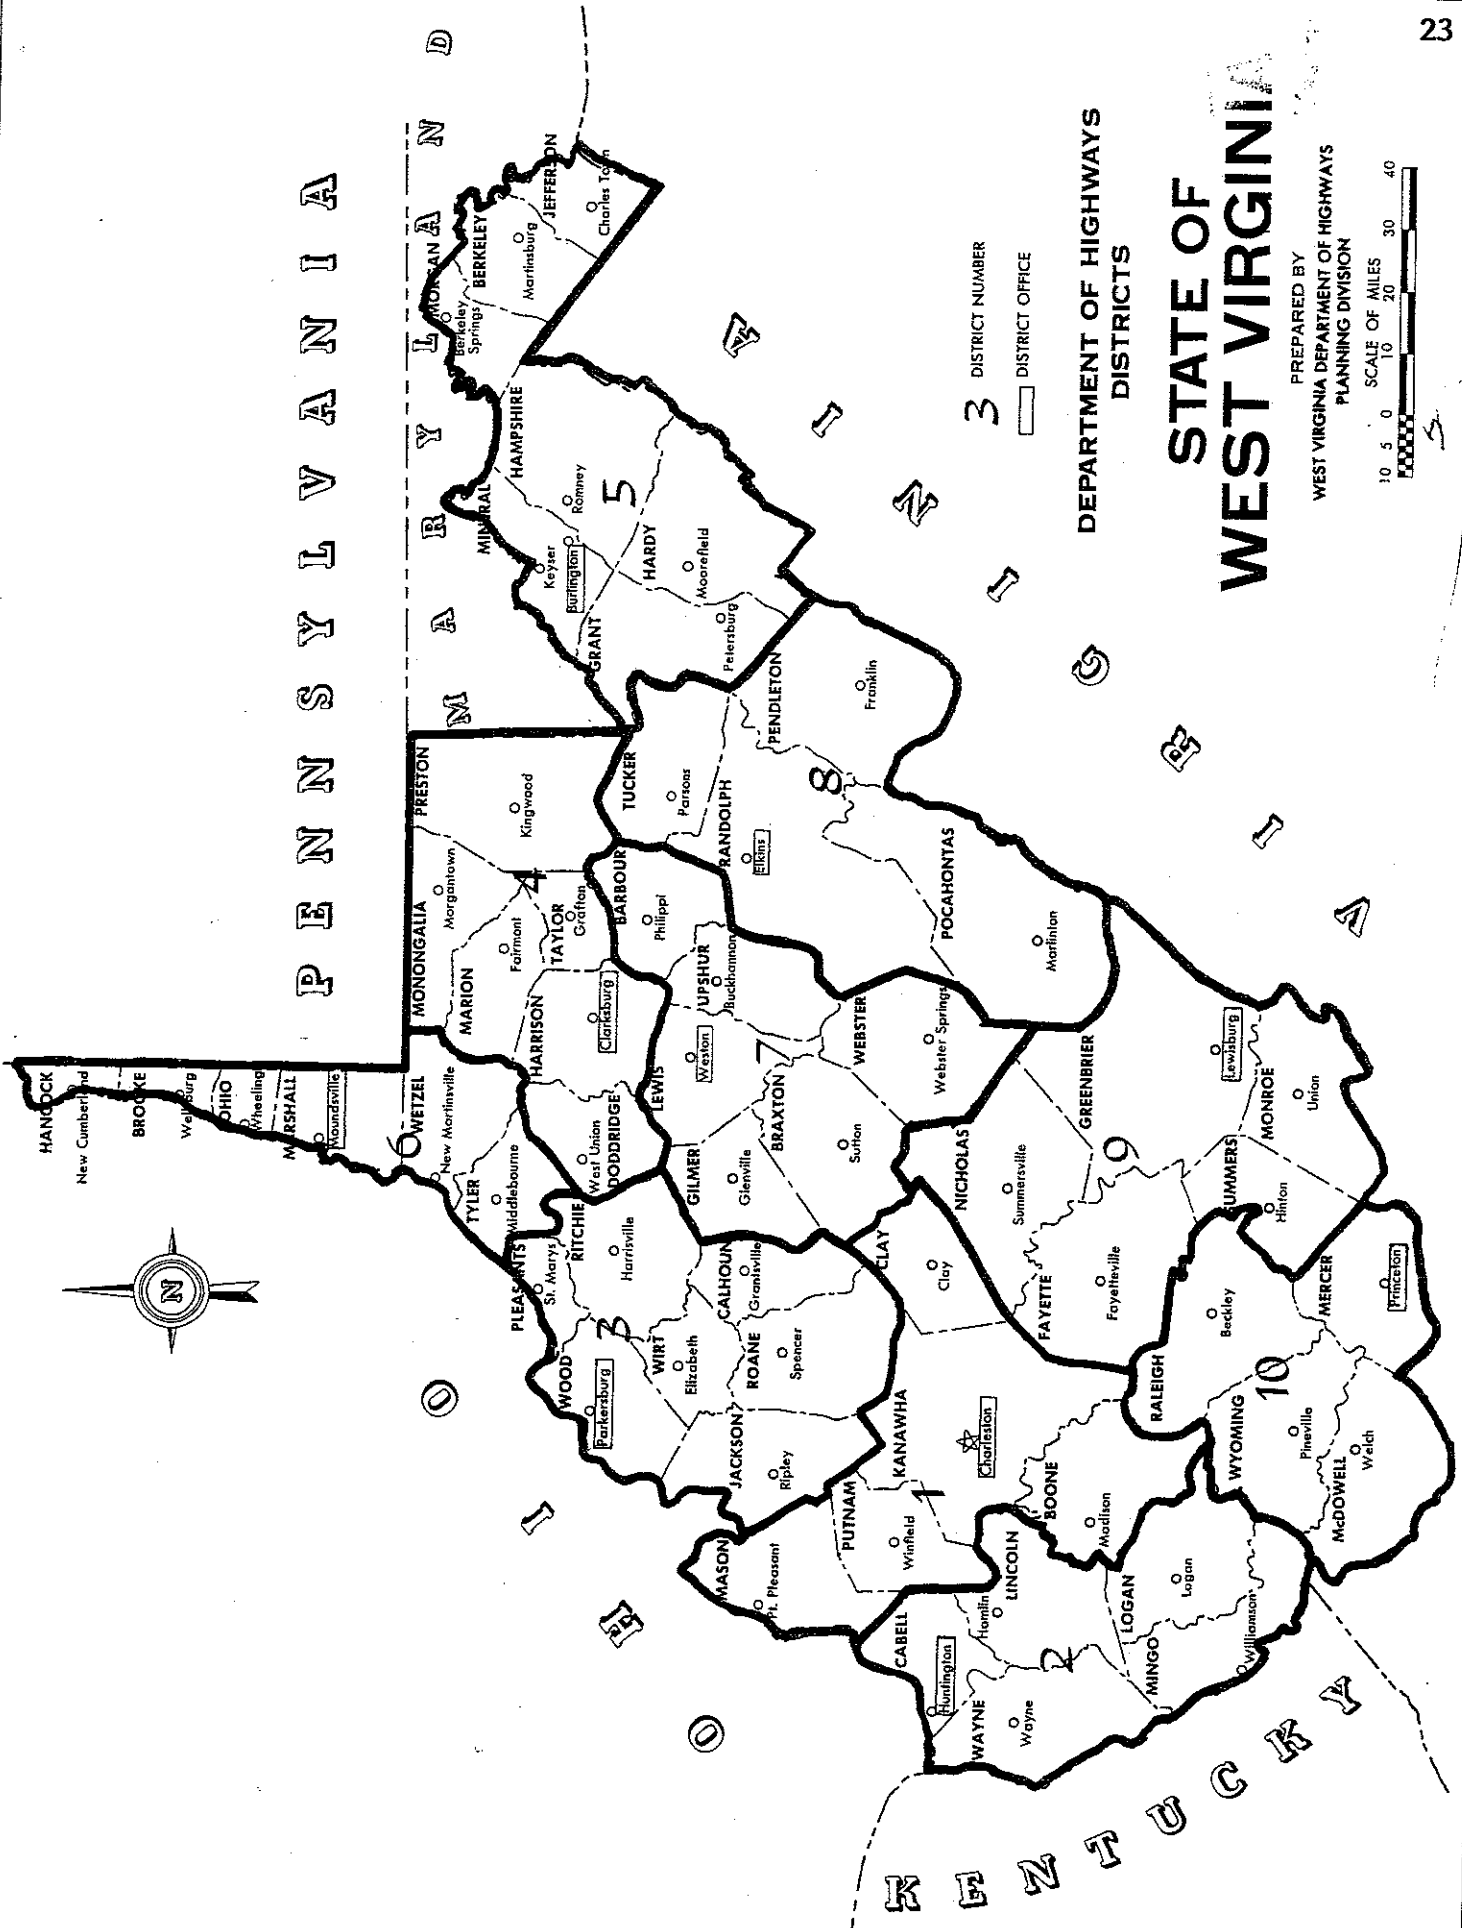 23
PENNSYLVANIA
MARYLAND
OHIO
VIRGINIA
KENTUCKY
N
HANCOCK
New Cumberland
BROOKE
Wellsburg
OHIO
Wheeling
MARSHALL
Moundsville
6
WETZEL
New Martinsville
TYLER
Middlebourne
MONONGALIA
Morgantown
PRESTON
Kingwood
MARION
Fairmont
4
TAYLOR
Grafton
HARRISON
Clarksburg
DODDRIDGE
West Union
PLEASANTS
St. Marys
RITCHIE
Harrisville
WOOD
Parkersburg
3
WIRT
Elizabeth
CALHOUN
Grantsville
ROANE
Spencer
JACKSON
Ripley
MORGAN
Berkeley
Springs
BERKELEY
Martinsburg
JEFFERSON
Charles Town
HAMPSHIRE
Romney
MINERAL
Keyser
Burlington
5
HARDY
Moorefield
GRANT
Petersburg
TUCKER
Parsons
RANDOLPH
Elkins
PENDLETON
Franklin
8
POCAHONTAS
Marlinton
BARBOUR
Philippi
UPSHUR
Buckhannon
LEWIS
Weston
7
GILMER
Glenville
BRAXTON
Sutton
WEBSTER
Webster Springs
MASON
Pt. Pleasant
PUTNAM
Winfield
1
KANAWHA
Charleston
CLAY
Clay
BOONE
Madison
CABELL
Huntington
LINCOLN
Hamlin
2
WAYNE
Wayne
LOGAN
Logan
MINGO
Williamson
NICHOLAS
Summersville
GREENBRIER
Lewisburg
9
FAYETTE
Fayetteville
SUMMERS
Hinton
MONROE
Union
RALEIGH
Beckley
10
WYOMING
Pineville
McDOWELL
Welch
MERCER
Princeton
3 DISTRICT NUMBER
DISTRICT OFFICE
DEPARTMENT OF HIGHWAYS
DISTRICTS
STATE OF
WEST VIRGINIA
PREPARED BY
WEST VIRGINIA DEPARTMENT OF HIGHWAYS
PLANNING DIVISION
SCALE OF MILES
10 5 0 10 20 30 40